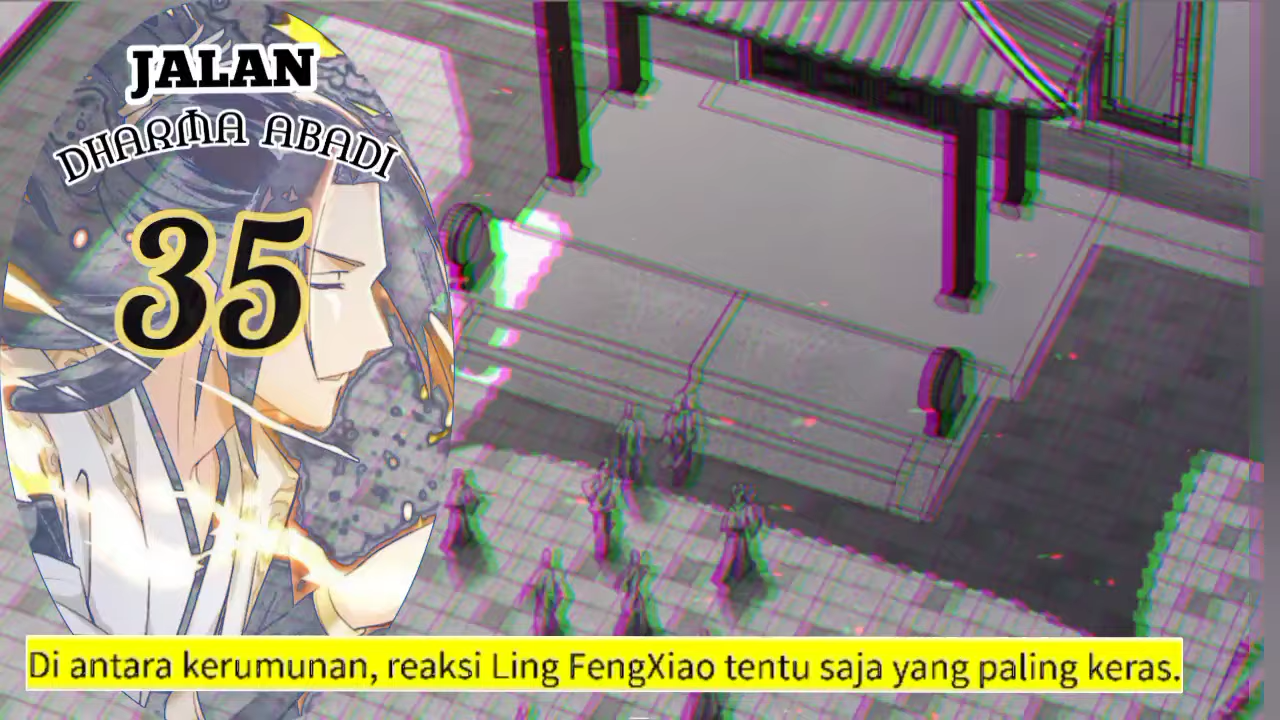 JALAN
DHARMA ABADI
35
Di antara kerumunan, reaksi Ling FengXiao tentu saja yang paling keras.